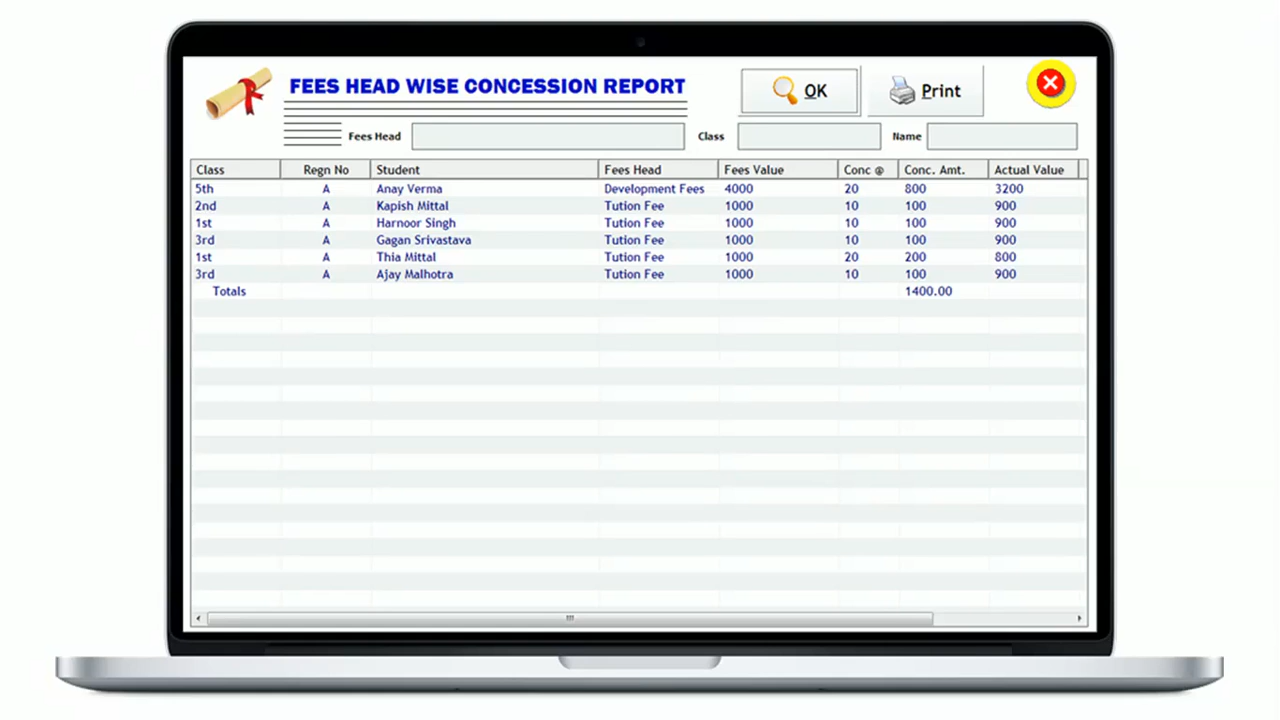 FEES HEAD WISE CONCESSION REPORT
OK
Print
Fees Head
Class
Name
Class Regn No Student Fees Head Fees Value Conc @ Conc. Amt. Actual Value
5th A Anay Verma Development Fees 4000 20 800 3200
2nd A Kapish Mittal Tution Fee 1000 10 100 900
1st A Harnoor Singh Tution Fee 1000 10 100 900
3rd A Gagan Srivastava Tution Fee 1000 10 100 900
1st A Thia Mittal Tution Fee 1000 20 200 800
3rd A Ajay Malhotra Tution Fee 1000 10 100 900
Totals 1400.00